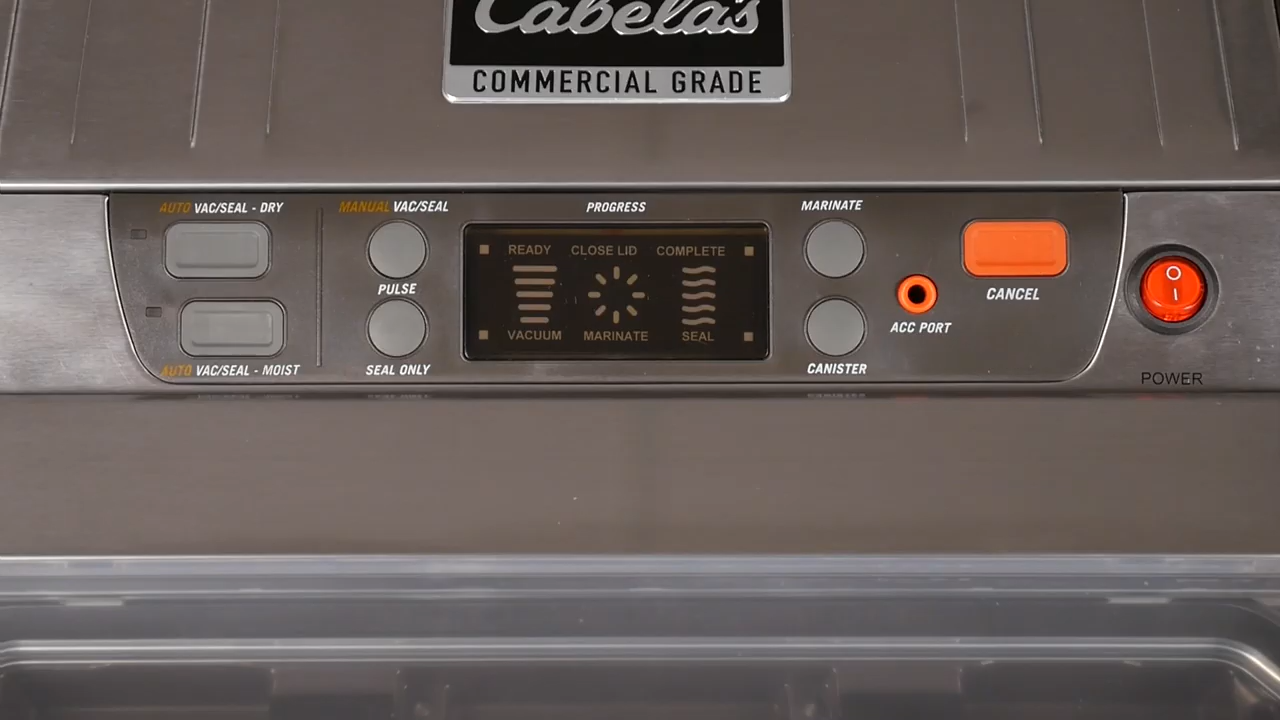 Cabela's
COMMERCIAL GRADE
AUTO VAC/SEAL - DRY
MANUAL VAC/SEAL
PROGRESS
MARINATE
READY CLOSE LID COMPLETE
PULSE
CANCEL
ACC PORT
VACUUM MARINATE SEAL
AUTO VAC/SEAL - MOIST
SEAL ONLY
CANISTER
POWER